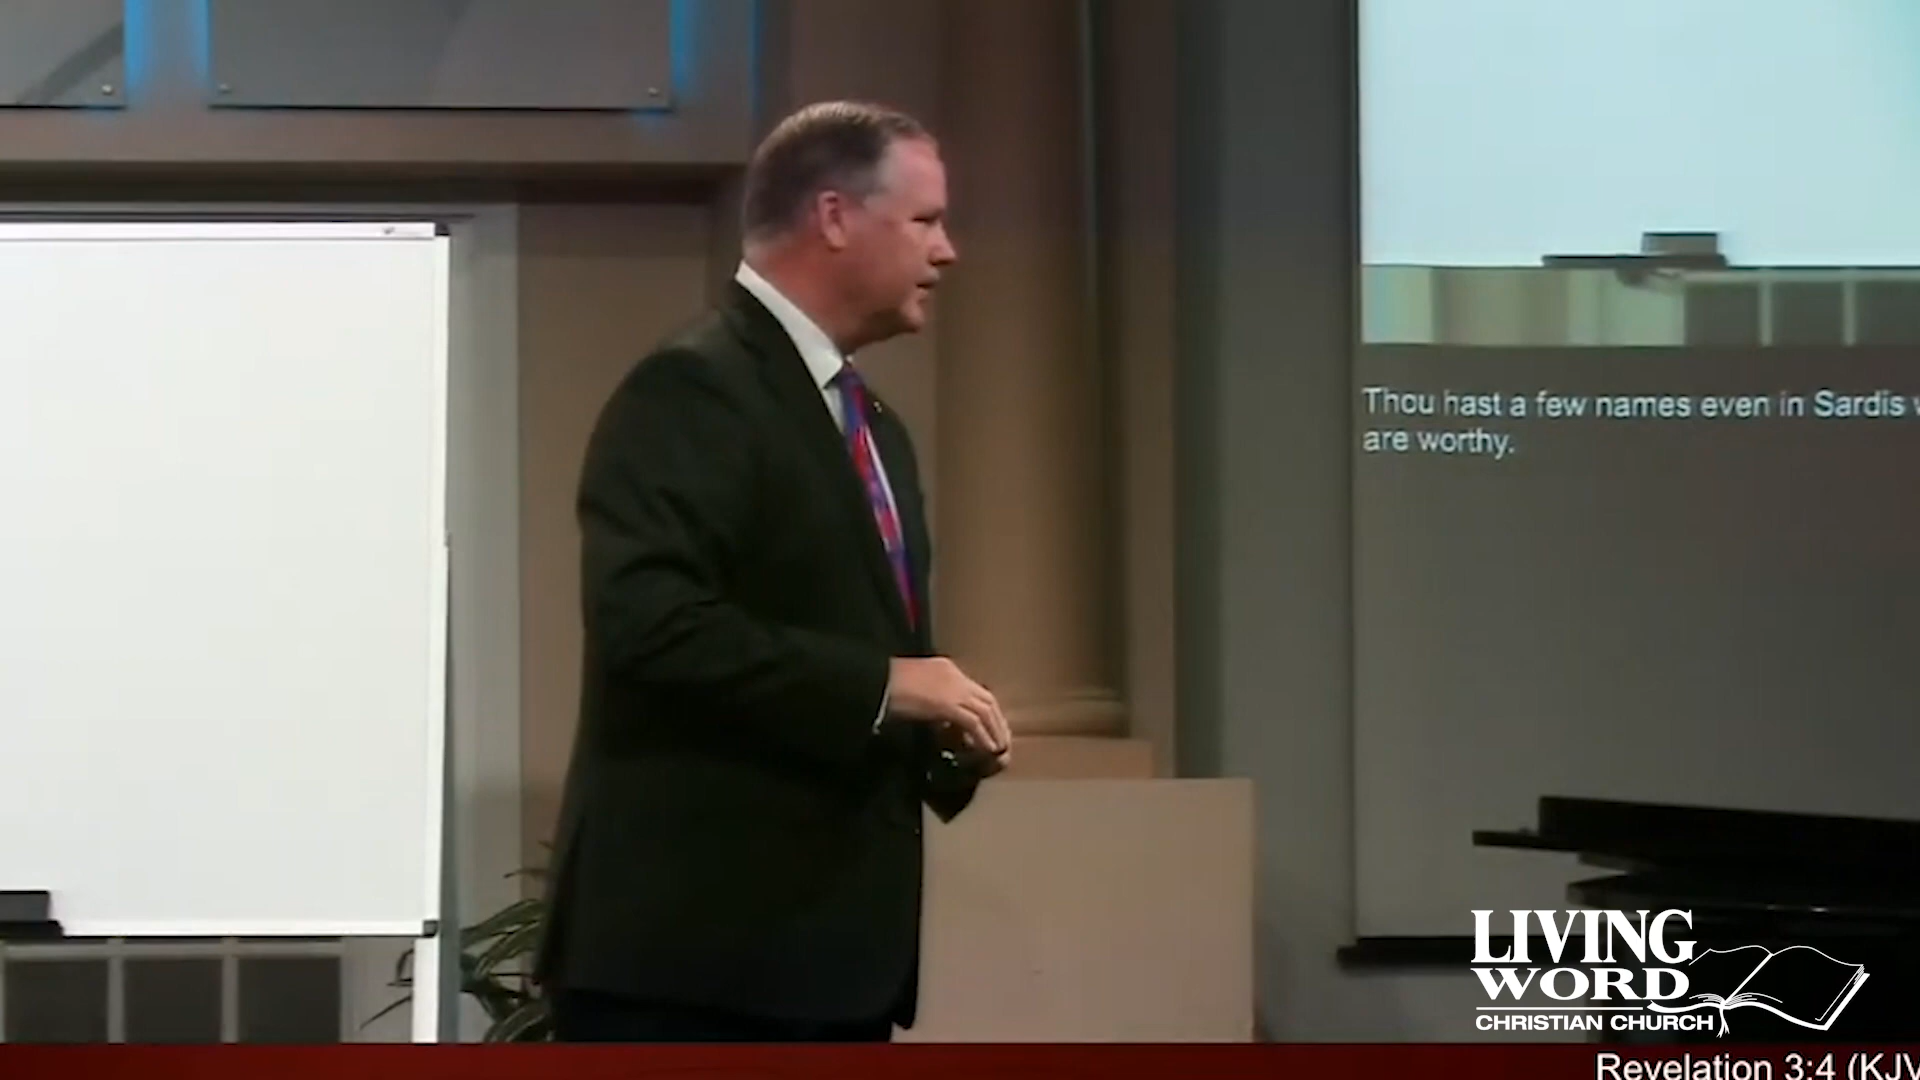 Thou hast a few names even in Sardis
are worthy.
LIVING
WORD
CHRISTIAN CHURCH
Revelation 3:4 (KJV